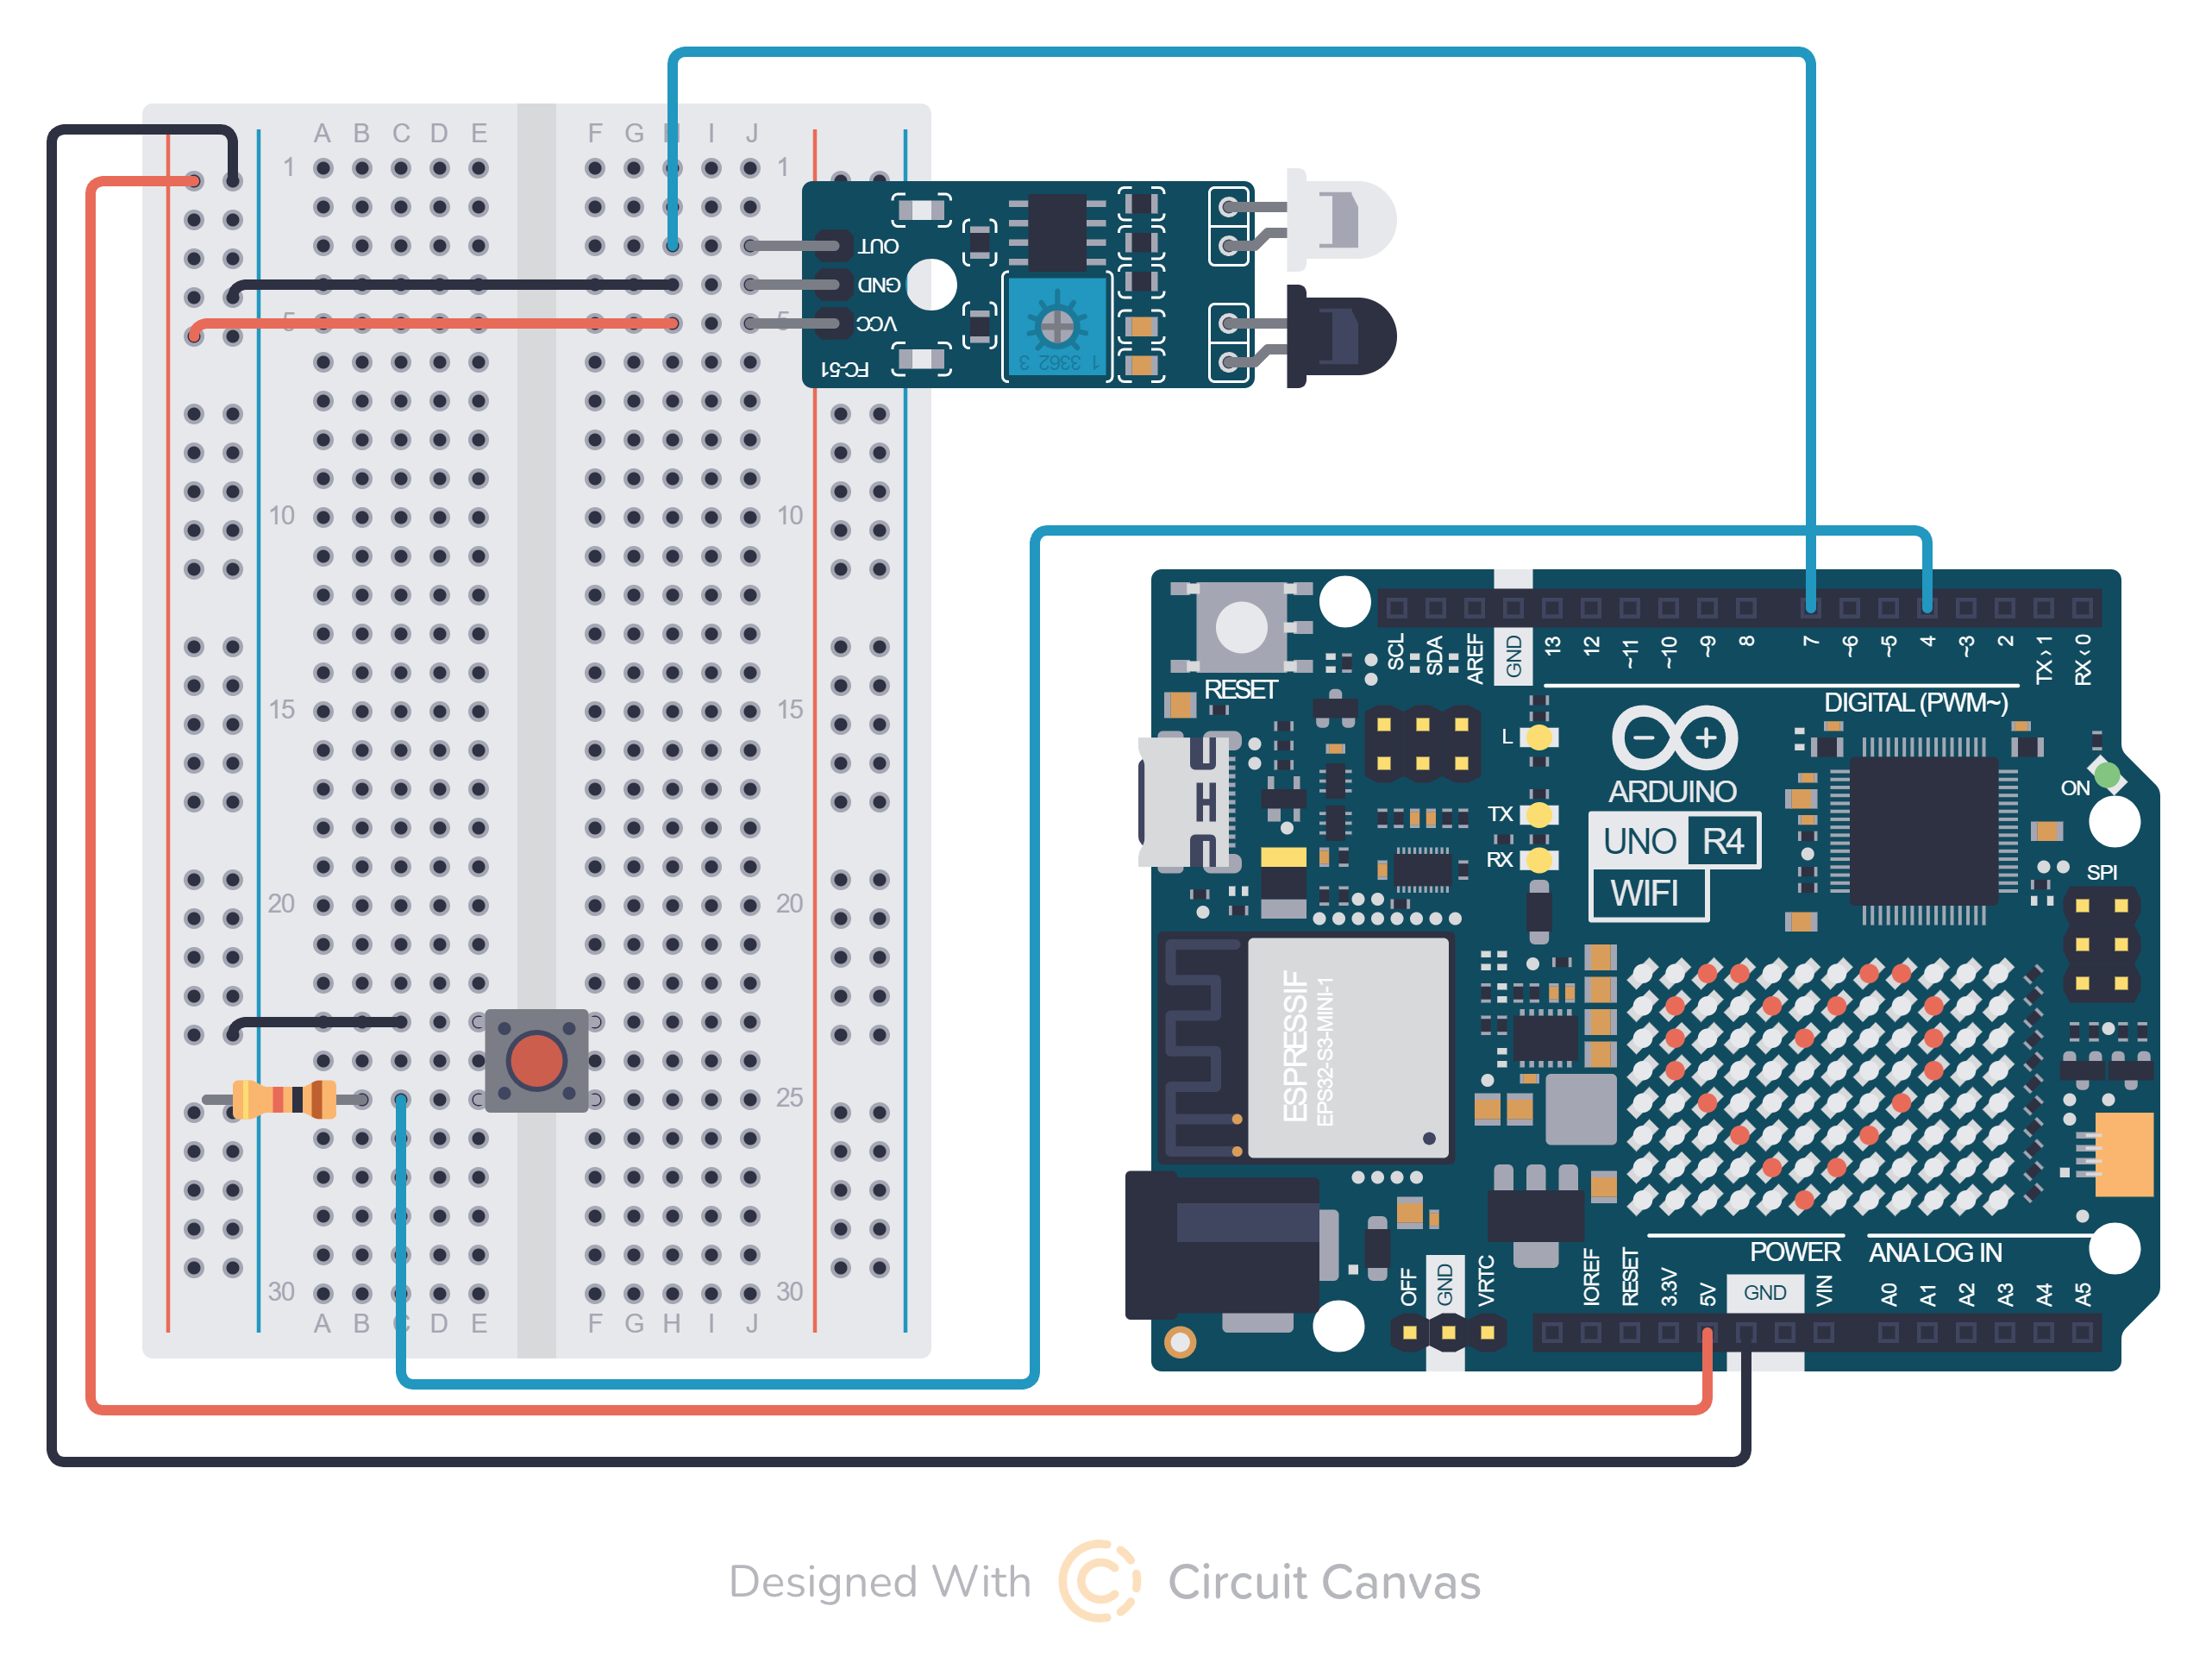 A B C D E F G H I J
1 1
OUT
GND
VCC
5 5
FC-51
1 3362 3
10 10
15 15
20 20
25
30 30
A B C D E F G H I J
SCL SDA AREF GND 13 12 ~11 ~10 ~9 8 7 ~6 ~5 4 ~3 2 TX › 1 RX ‹ 0
RESET
DIGITAL (PWM~)
L
TX
RX
ARDUINO
UNO R4
WIFI
ON
SPI
ESPRESSIF
EPS32-S3-MINI-1
POWER ANA LOG IN
OFF GND VRTC IOREF RESET 3.3V 5V GND VIN A0 A1 A2 A3 A4 A5
Designed With Circuit Canvas